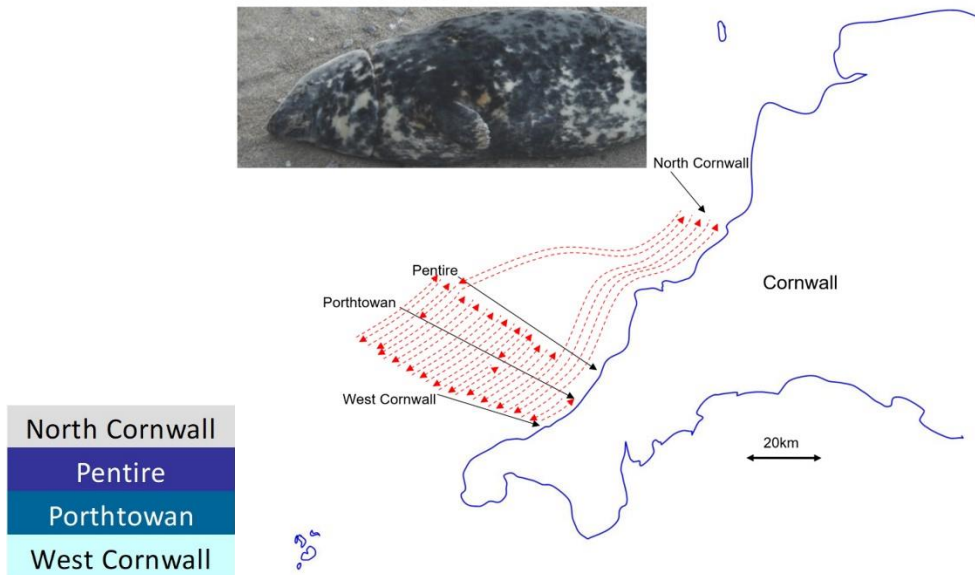 North Cornwall
Pentire
Porthtowan
West Cornwall
Cornwall
20km
North Cornwall
Pentire
Porthtowan
West Cornwall